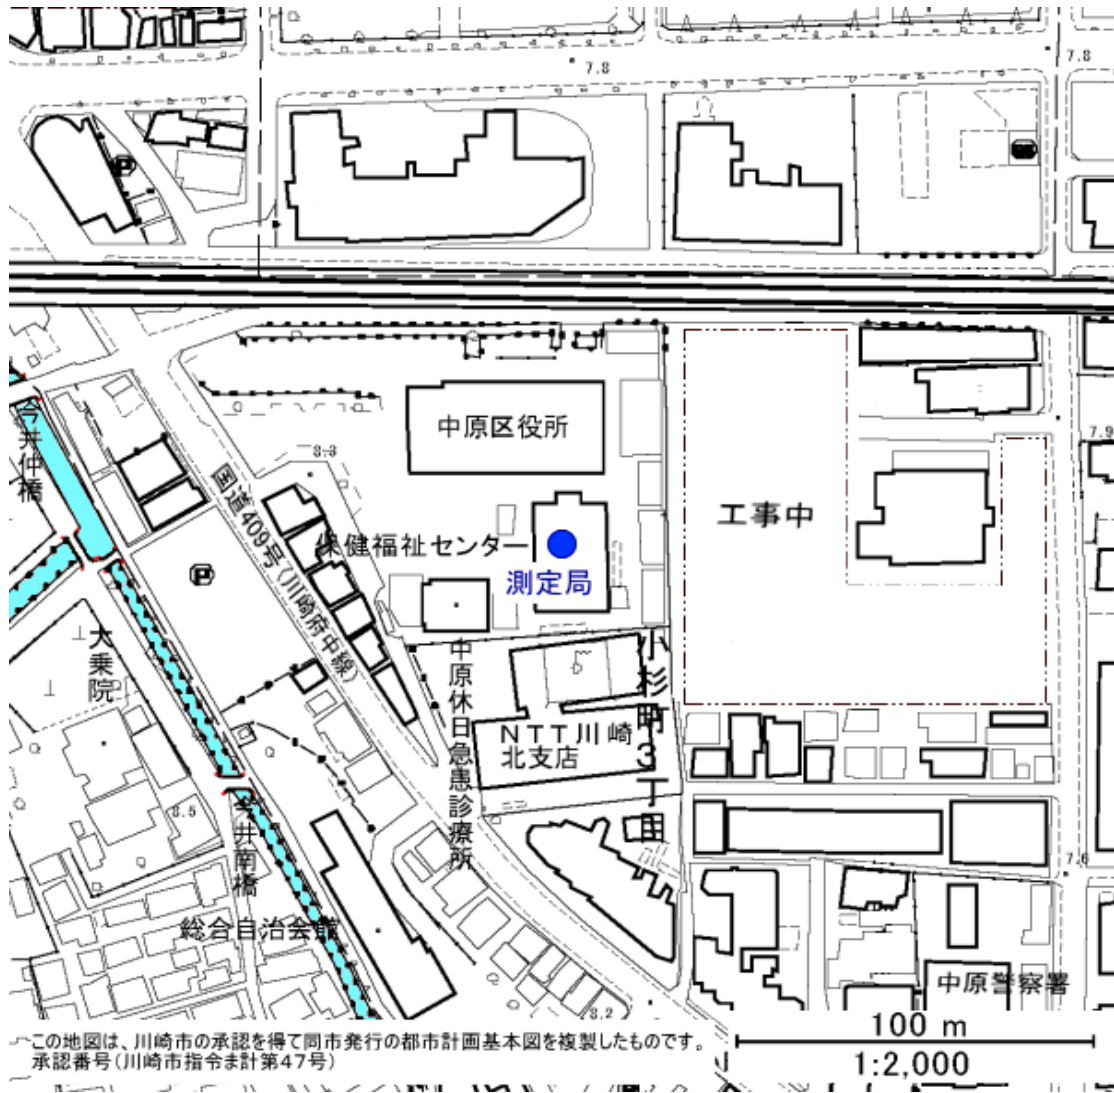 7.8
7.8
今井仲橋
8.3
中原区役所
7.9
国道409号(川崎府中線)
工事中
保健福祉センター
測定局
P
大乗院
中原休日急患診療所
小杉町3丁目
NTT川崎
北支店
8.5
今井南橋
7.6
総合自治会館
中原警察署
8.2
この地図は、川崎市の承認を得て同市発行の都市計画基本図を複製したものです。
承認番号(川崎市指令ま計第47号)
100 m
1:2,000